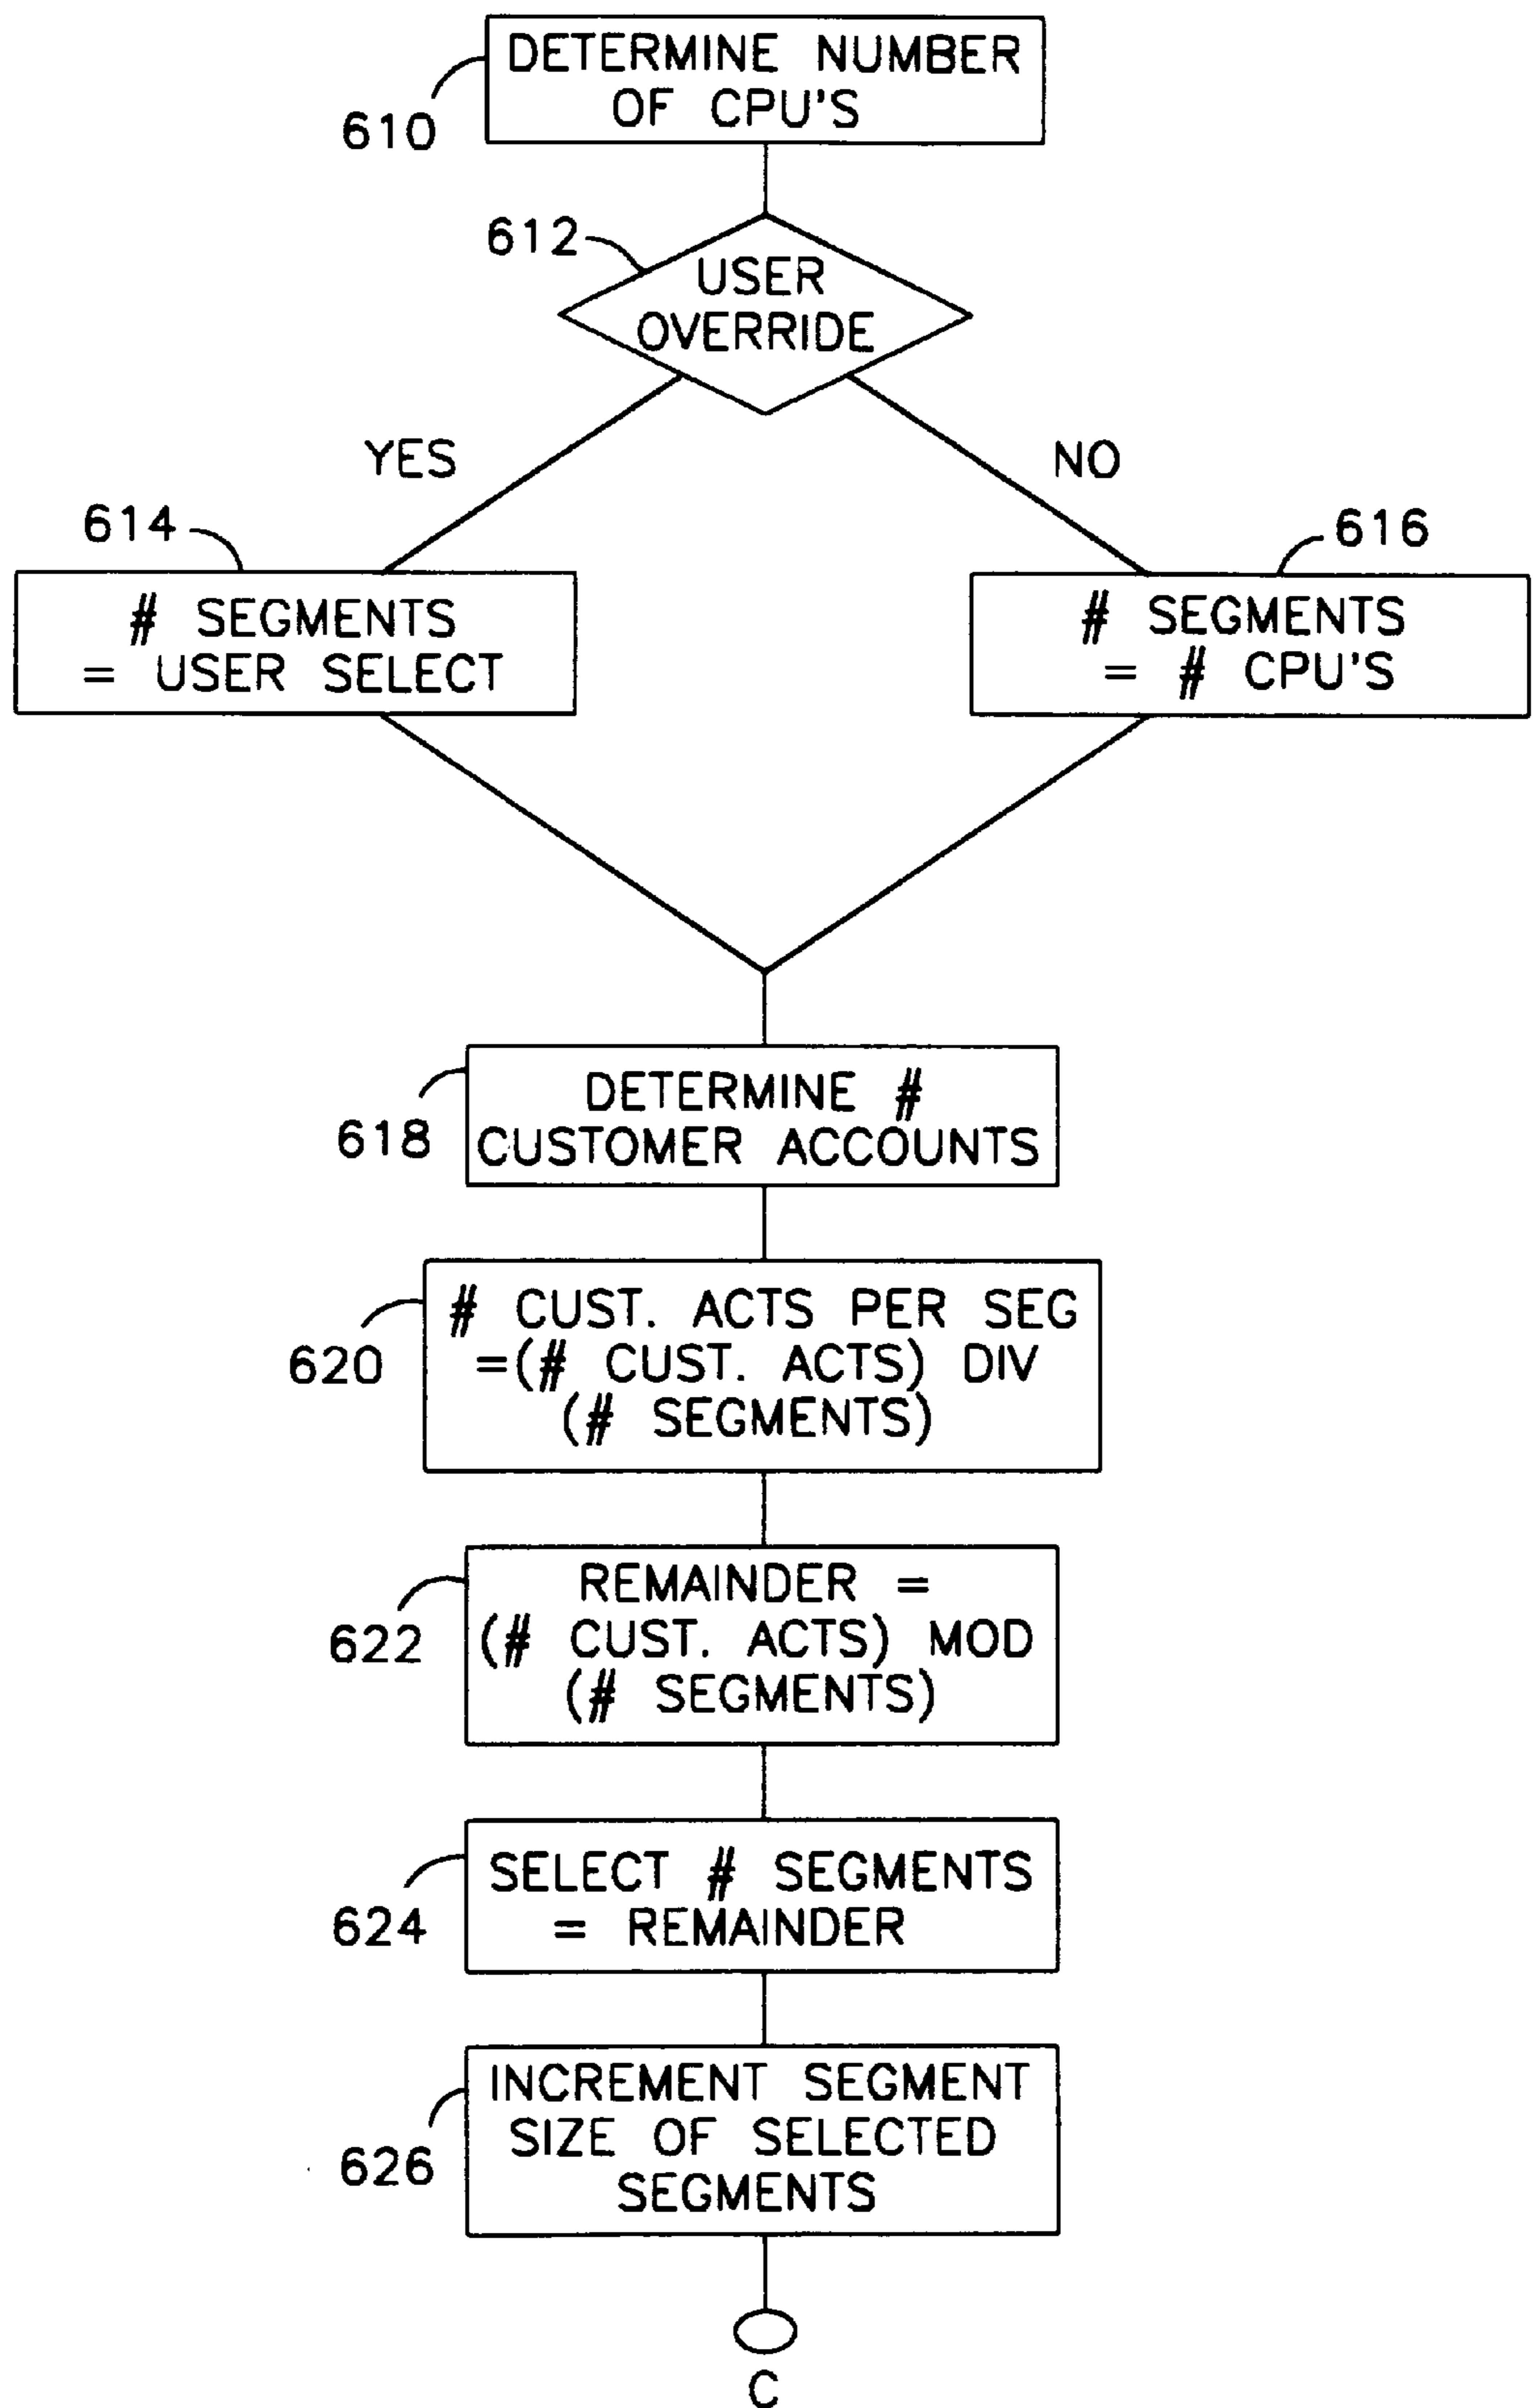 DETERMINE NUMBER
OF CPU'S
610
612
USER
OVERRIDE
YES
NO
614
616
# SEGMENTS
= USER SELECT
# SEGMENTS
= # CPU'S
DETERMINE #
CUSTOMER ACCOUNTS
618
# CUST. ACTS PER SEG
=(# CUST. ACTS) DIV
(# SEGMENTS)
620
REMAINDER =
(# CUST. ACTS) MOD
(# SEGMENTS)
622
SELECT # SEGMENTS
= REMAINDER
624
INCREMENT SEGMENT
SIZE OF SELECTED
SEGMENTS
626
C